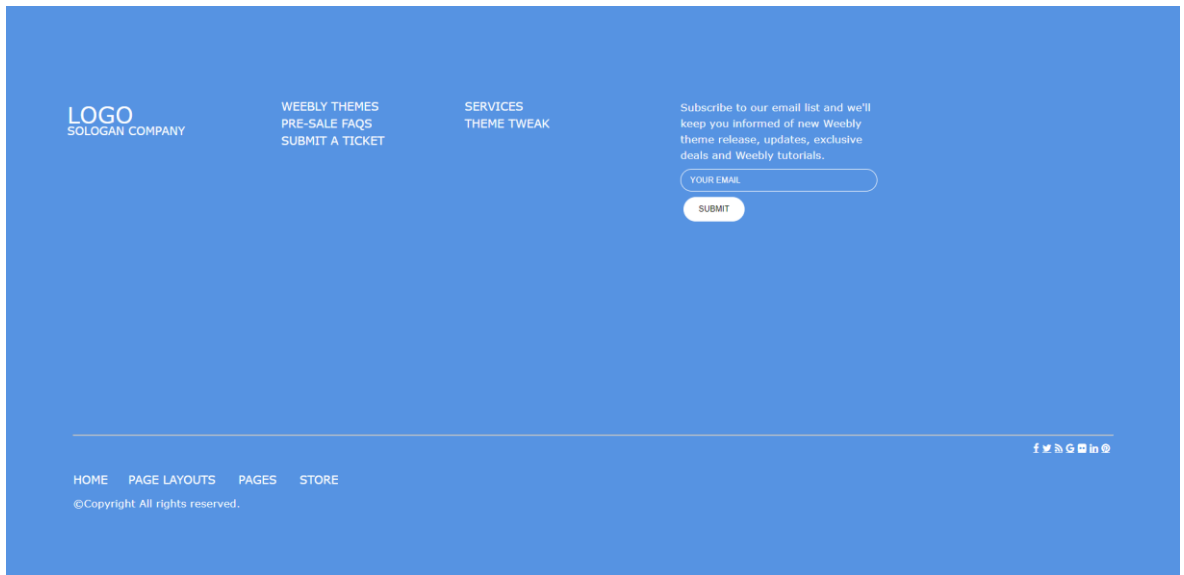 LOGO
SOLOGAN COMPANY
WEEBLY THEMES
PRE-SALE FAQS
SUBMIT A TICKET
SERVICES
THEME TWEAK
Subscribe to our email list and we'll
keep you informed of new Weebly
theme release, updates, exclusive
deals and Weebly tutorials.
YOUR EMAIL
SUBMIT
HOME PAGE LAYOUTS PAGES STORE
©Copyright All rights reserved.